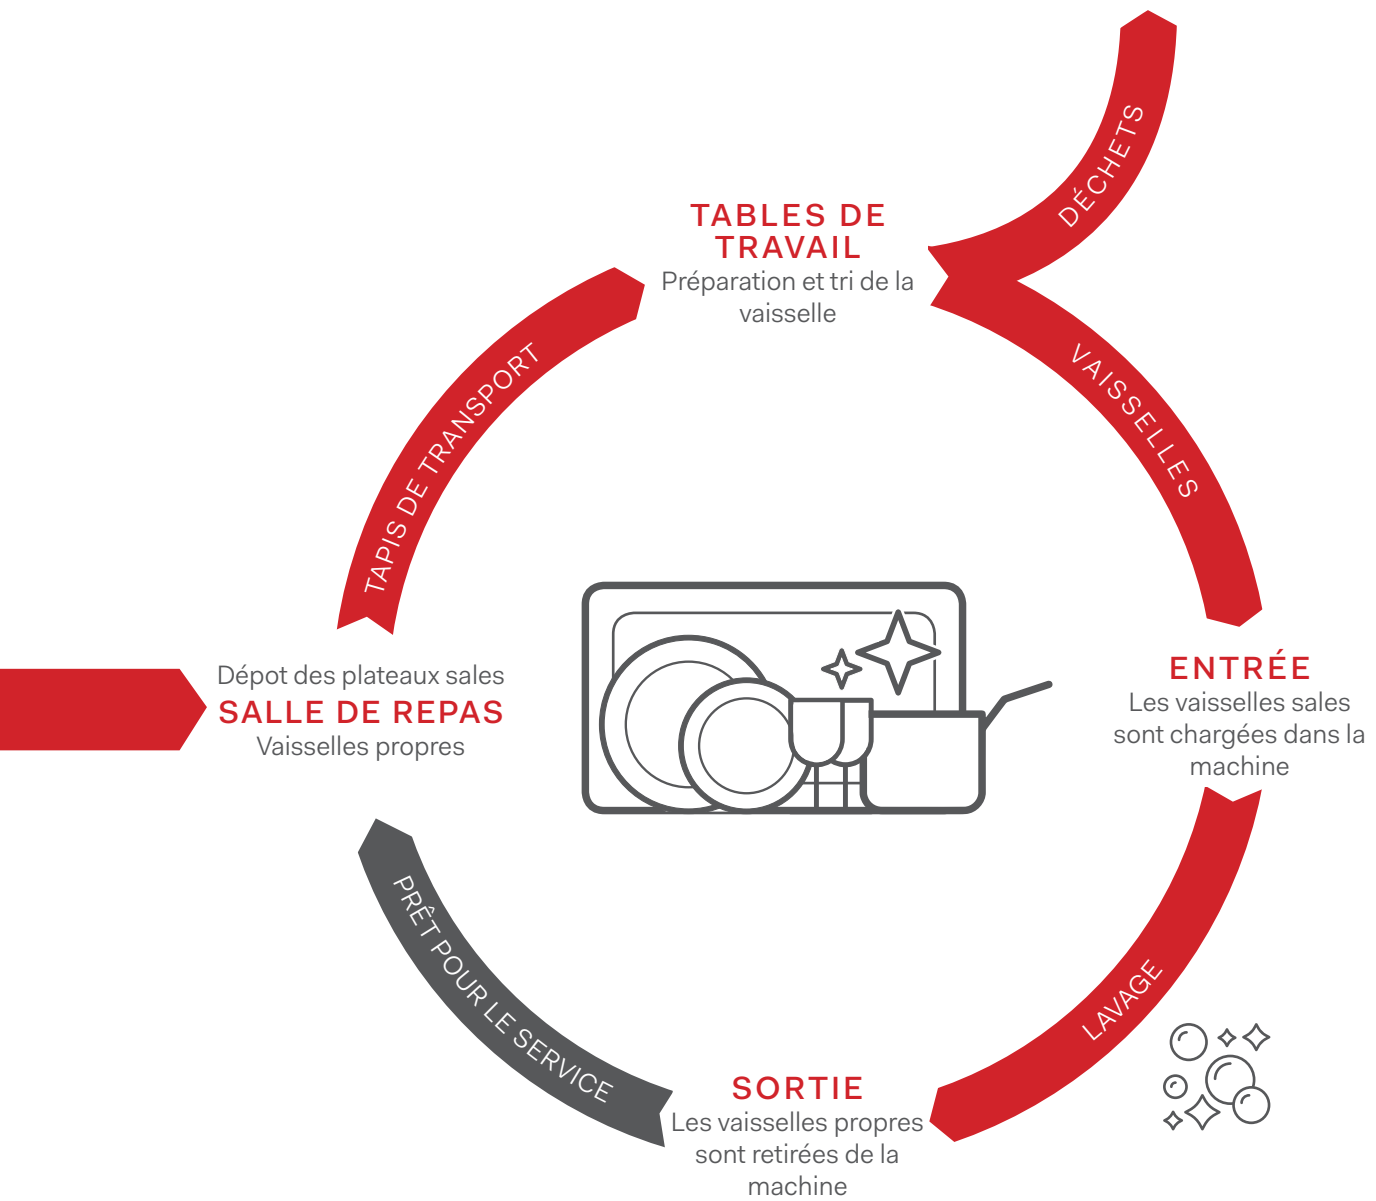 DÉCHETS
TABLES DE
TRAVAIL
Préparation et tri de la
vaisselle
TAPIS DE TRANSPORT
VAISSELLES
Dépot des plateaux sales
SALLE DE REPAS
Vaisselles propres
ENTRÉE
Les vaisselles sales
sont chargées dans la
machine
LAVAGE
PRÊT POUR LE SERVICE
SORTIE
Les vaisselles propres
sont retirées de la
machine